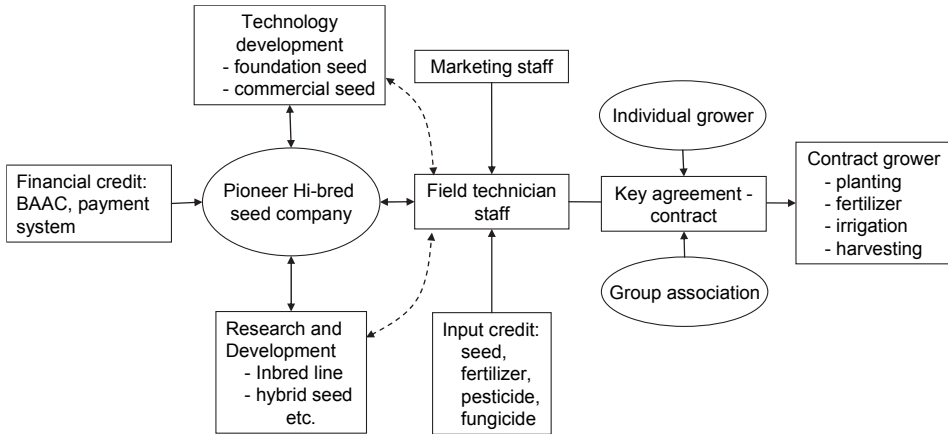 Technology
development
- foundation seed
- commercial seed
Marketing staff
Individual grower
Financial credit:
BAAC, payment
system
Pioneer Hi-bred
seed company
Field technician
staff
Key agreement -
contract
Contract grower
- planting
- fertilizer
- irrigation
- harvesting
Group association
Research and
Development
- Inbred line
- hybrid seed
etc.
Input credit:
seed,
fertilizer,
pesticide,
fungicide